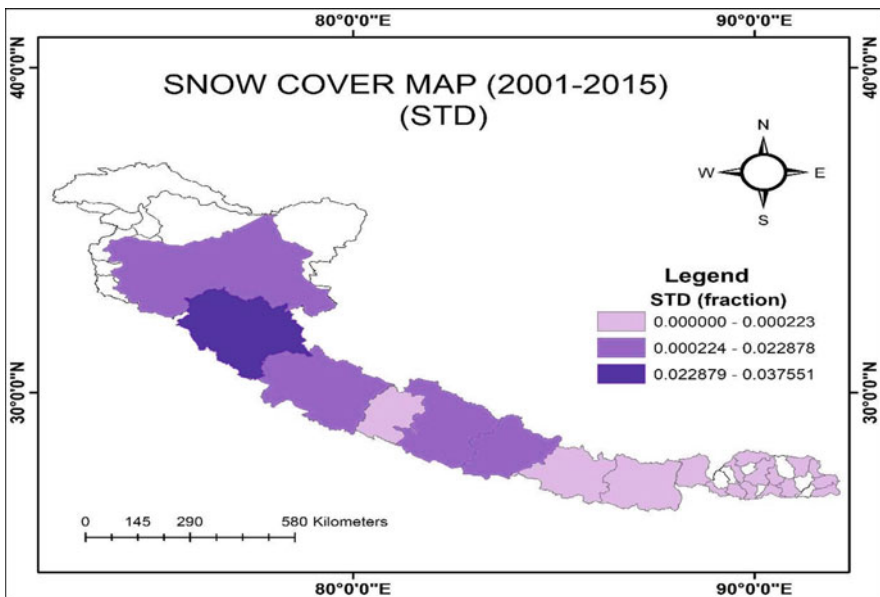 80°0'0"E 90°0'0"E
40°0'0"N 40°0'0"N
SNOW COVER MAP (2001-2015)
(STD)
N
W E
S
Legend
STD (fraction)
0.000000 - 0.000223
0.000224 - 0.022878
0.022879 - 0.037551
30°0'0"N 30°0'0"N
0 145 290 580 Kilometers
80°0'0"E 90°0'0"E